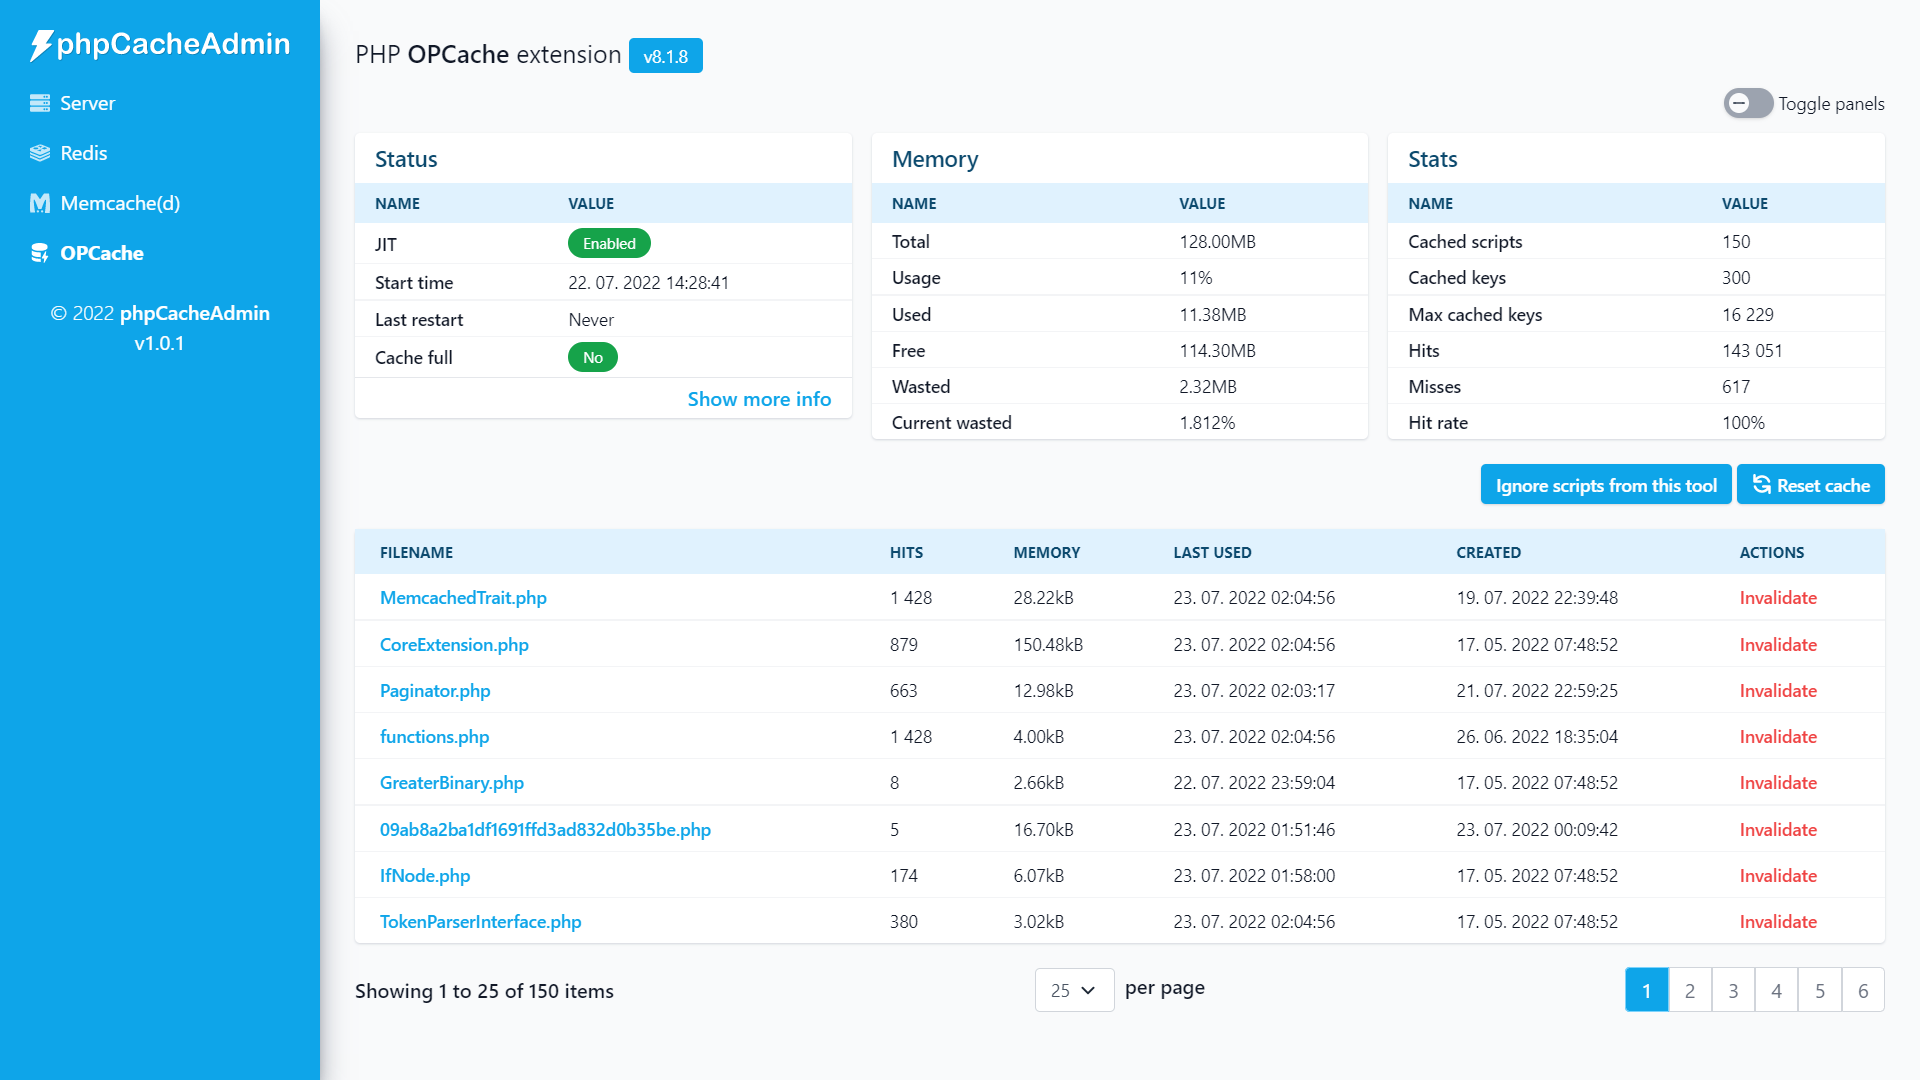 phpCacheAdmin
Server
Redis
Memcache(d)
OPCache
© 2022 phpCacheAdmin
v1.0.1
PHP OPCache extension v8.1.8
Toggle panels
Status
NAME VALUE
JIT Enabled
Start time 22. 07. 2022 14:28:41
Last restart Never
Cache full No
Show more info
Memory
NAME VALUE
Total 128.00MB
Usage 11%
Used 11.38MB
Free 114.30MB
Wasted 2.32MB
Current wasted 1.812%
Stats
NAME VALUE
Cached scripts 150
Cached keys 300
Max cached keys 16 229
Hits 143 051
Misses 617
Hit rate 100%
Ignore scripts from this tool Reset cache
FILENAME HITS MEMORY LAST USED CREATED ACTIONS
MemcachedTrait.php 1 428 28.22kB 23. 07. 2022 02:04:56 19. 07. 2022 22:39:48 Invalidate
CoreExtension.php 879 150.48kB 23. 07. 2022 02:04:56 17. 05. 2022 07:48:52 Invalidate
Paginator.php 663 12.98kB 23. 07. 2022 02:03:17 21. 07. 2022 22:59:25 Invalidate
functions.php 1 428 4.00kB 23. 07. 2022 02:04:56 26. 06. 2022 18:35:04 Invalidate
GreaterBinary.php 8 2.66kB 22. 07. 2022 23:59:04 17. 05. 2022 07:48:52 Invalidate
09ab8a2ba1df1691ffd3ad832d0b35be.php 5 16.70kB 23. 07. 2022 01:51:46 23. 07. 2022 00:09:42 Invalidate
IfNode.php 174 6.07kB 23. 07. 2022 01:58:00 17. 05. 2022 07:48:52 Invalidate
TokenParserInterface.php 380 3.02kB 23. 07. 2022 02:04:56 17. 05. 2022 07:48:52 Invalidate
Showing 1 to 25 of 150 items 25 per page 1 2 3 4 5 6